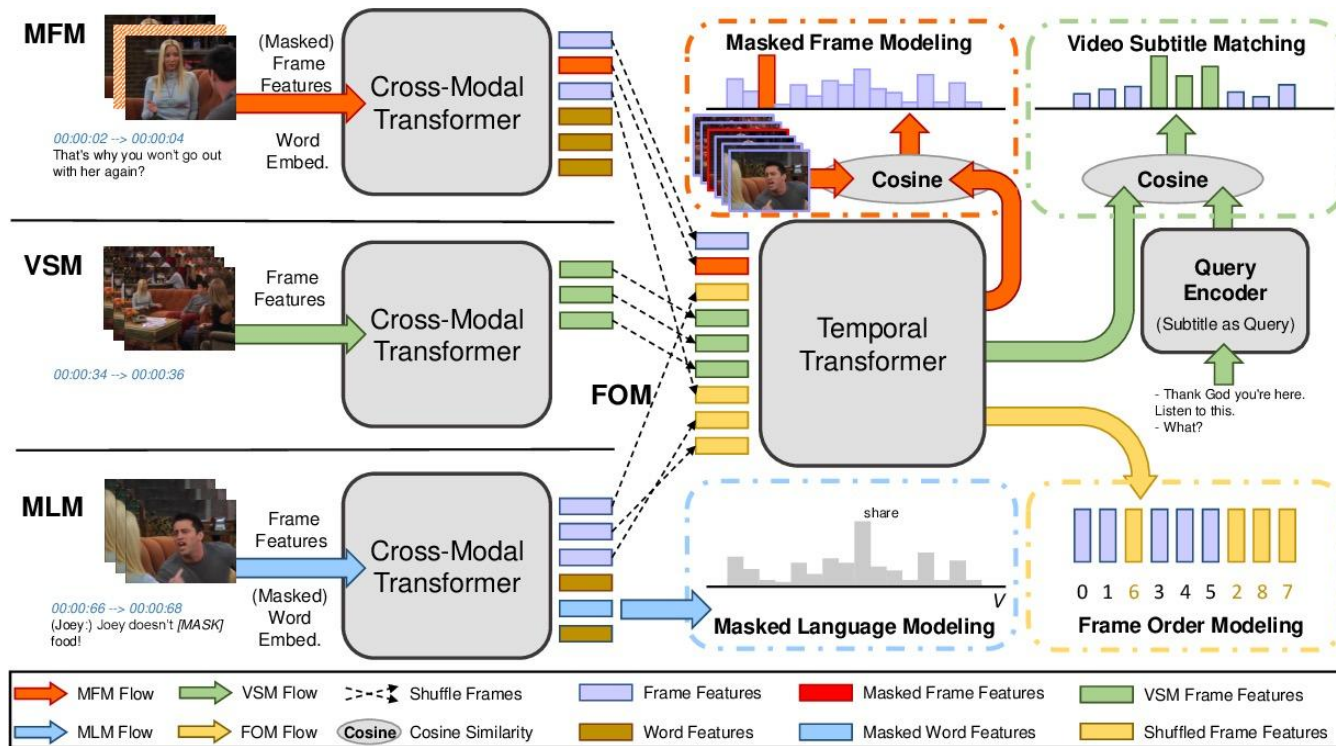 MFM
(Masked)
Frame
Features
Word
Embed.
Cross-Modal
Transformer
00:00:02 --> 00:00:04
That's why you won't go out
with her again?
VSM
Frame
Features
Cross-Modal
Transformer
00:00:34 --> 00:00:36
MLM
Frame
Features
(Masked)
Word
Embed.
Cross-Modal
Transformer
00:00:66 --> 00:00:68
(Joey:) Joey doesn't [MASK]
food!
FOM
Masked Frame Modeling
Cosine
Video Subtitle Matching
Cosine
Temporal
Transformer
Query
Encoder
(Subtitle as Query)
- Thank God you're here.
Listen to this.
- What?
share
V
Masked Language Modeling
0 1 6 3 4 5 2 8 7
Frame Order Modeling
MFM Flow
VSM Flow
Shuffle Frames
Frame Features
Masked Frame Features
VSM Frame Features
MLM Flow
FOM Flow
Cosine
Cosine Similarity
Word Features
Masked Word Features
Shuffled Frame Features